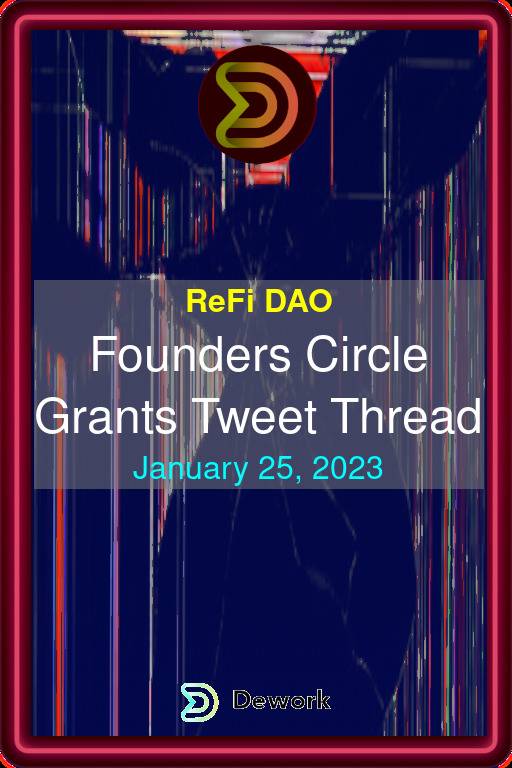 ReFi DAO
Founders Circle
Grants Tweet Thread
January 25, 2023
Dework